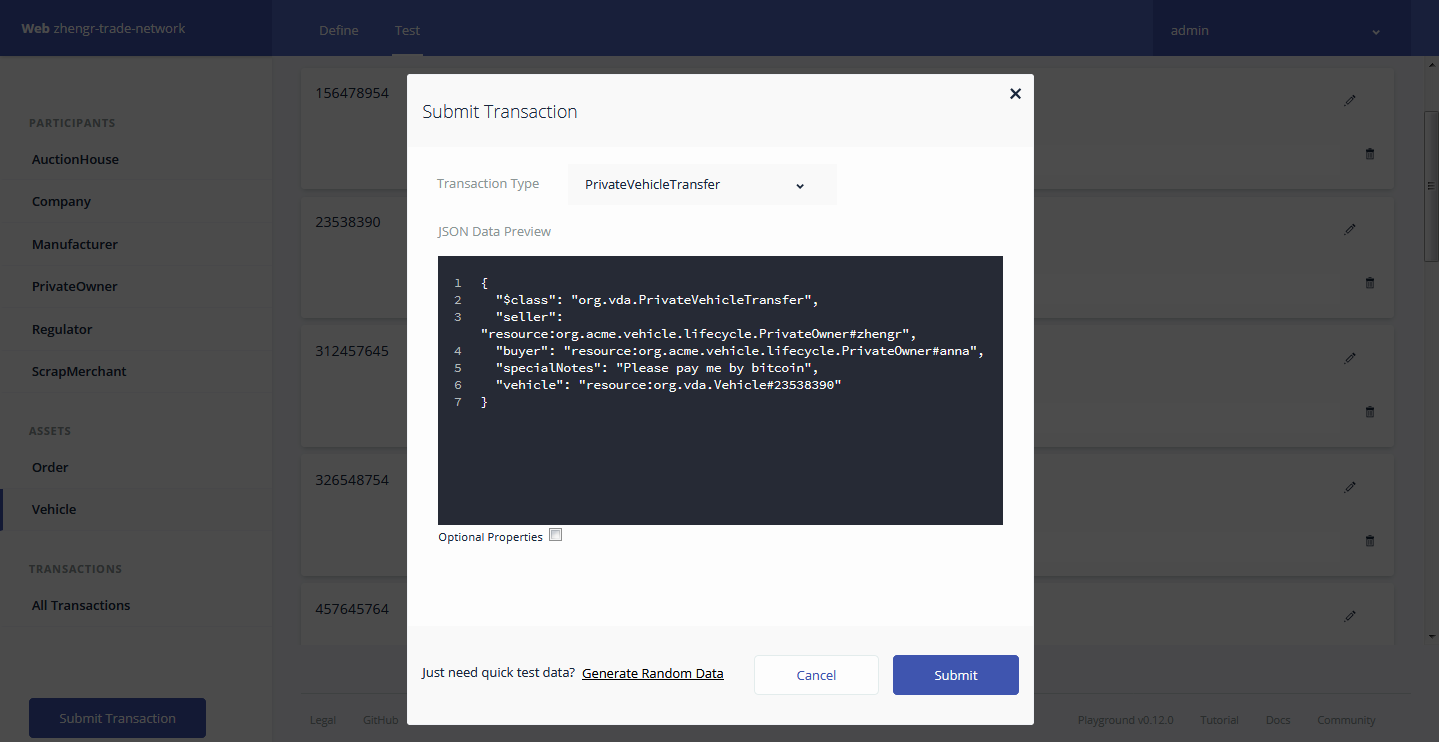 Web zhengr-trade-network
Define
Test
admin
PARTICIPANTS
AuctionHouse
Company
Manufacturer
PrivateOwner
Regulator
ScrapMerchant
ASSETS
Order
Vehicle
TRANSACTIONS
All Transactions
Submit Transaction
156478954
23538390
312457645
326548754
457645764
Submit Transaction
Transaction Type
PrivateVehicleTransfer
JSON Data Preview
1 {
2 "$class": "org.vda.PrivateVehicleTransfer",
3 "seller":
"resource:org.acme.vehicle.lifecycle.PrivateOwner#zhengr",
4 "buyer": "resource:org.acme.vehicle.lifecycle.PrivateOwner#anna",
5 "specialNotes": "Please pay me by bitcoin",
6 "vehicle": "resource:org.vda.Vehicle#23538390"
7 }
Optional Properties
Just need quick test data? Generate Random Data
Cancel
Submit
Legal
GitHub
Playground v0.12.0
Tutorial
Docs
Community